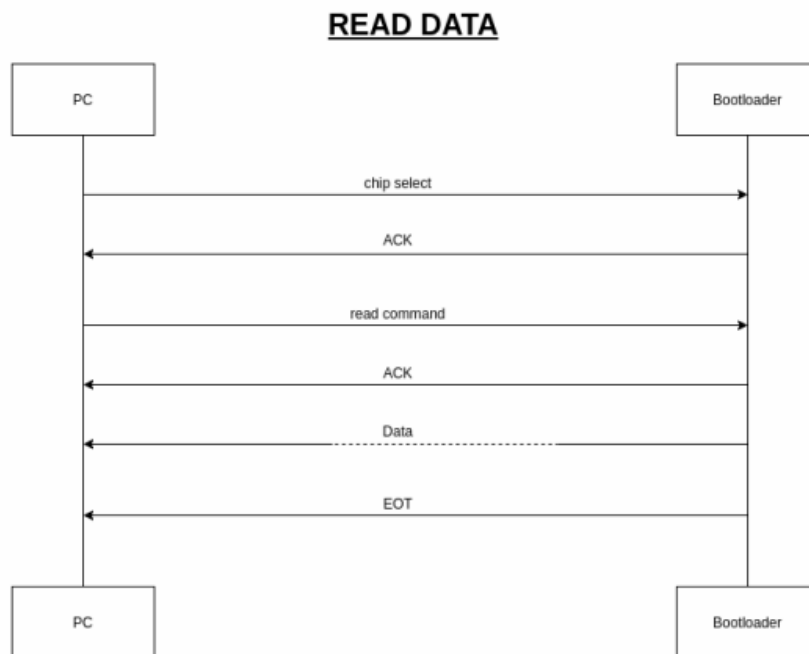 READ DATA
PC
Bootloader
chip select
ACK
read command
ACK
Data
EOT
PC
Bootloader